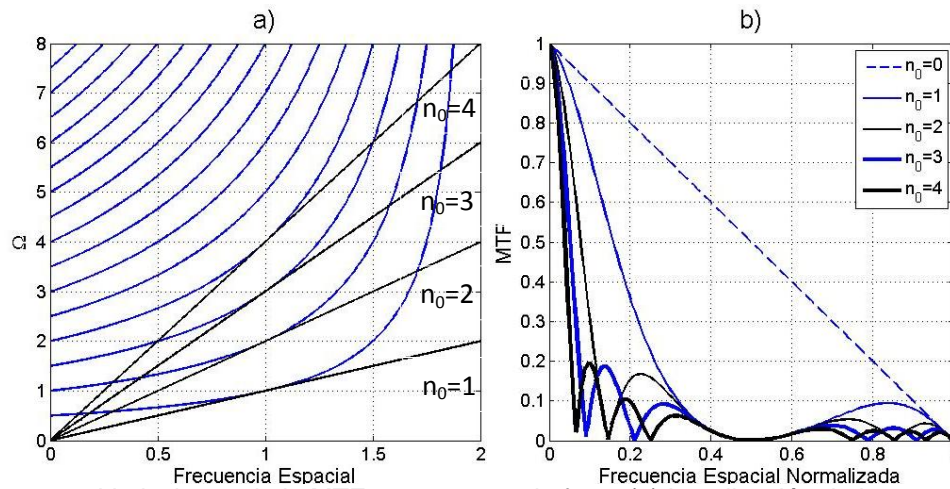 a)
8
7
6
5
4
3
2
1
0
Ω
n₀=4
n₀=3
n₀=2
n₀=1
0
0.5
1
1.5
2
Frecuencia Espacial
b)
1
0.9
0.8
0.7
0.6
0.5
0.4
0.3
0.2
0.1
0
MTF
n₀=0
n₀=1
n₀=2
n₀=3
n₀=4
0
0.2
0.4
0.6
0.8
Frecuencia Espacial Normalizada